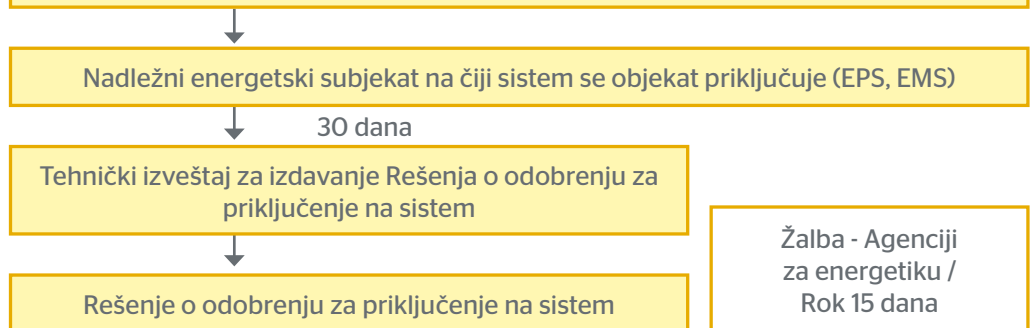 Nadležni energetski subjekat na čiji sistem se objekat priključuje (EPS, EMS)
30 dana
Tehnički izveštaj za izdavanje Rešenja o odobrenju za
priključenje na sistem
Rešenje o odobrenju za priključenje na sistem
Žalba - Agenciji
za energetiku /
Rok 15 dana